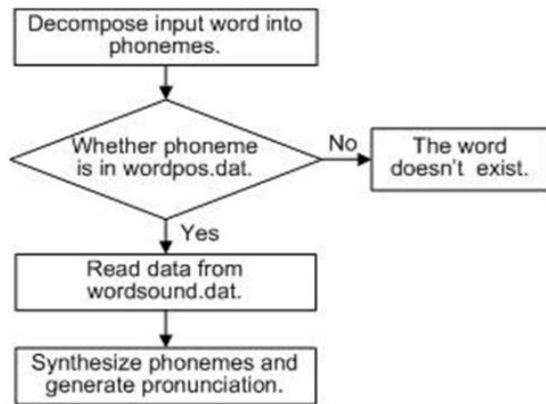 Decompose input word into
phonemes.
Whether phoneme
is in wordpos.dat.
No
The word
doesn't exist.
Yes
Read data from
wordsound.dat.
Synthesize phonemes and
generate pronunciation.